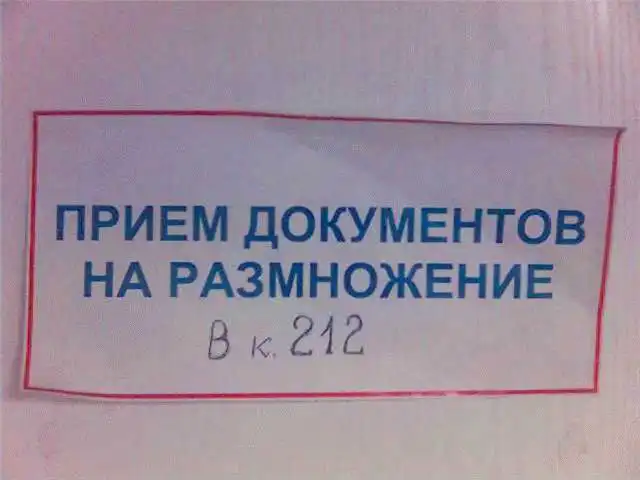 ПРИЕМ ДОКУМЕНТОВ
НА РАЗМНОЖЕНИЕ
В к. 212